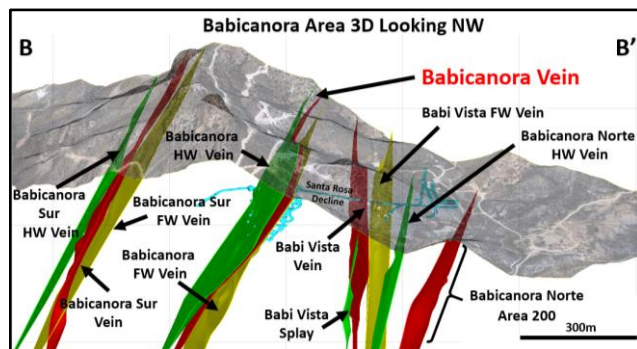 Babicanora Area 3D Looking NW
B
B'
Babicanora Vein
Babi Vista FW Vein
Babicanora
HW Vein
Babicanora Norte
HW Vein
Santa Rosa
Decline
Babicanora
Sur
HW Vein
Babicanora Sur
FW Vein
Babicanora
FW Vein
Babi Vista
Vein
Babicanora Sur
Vein
Babi Vista
Splay
Babicanora Norte
Area 200
300m